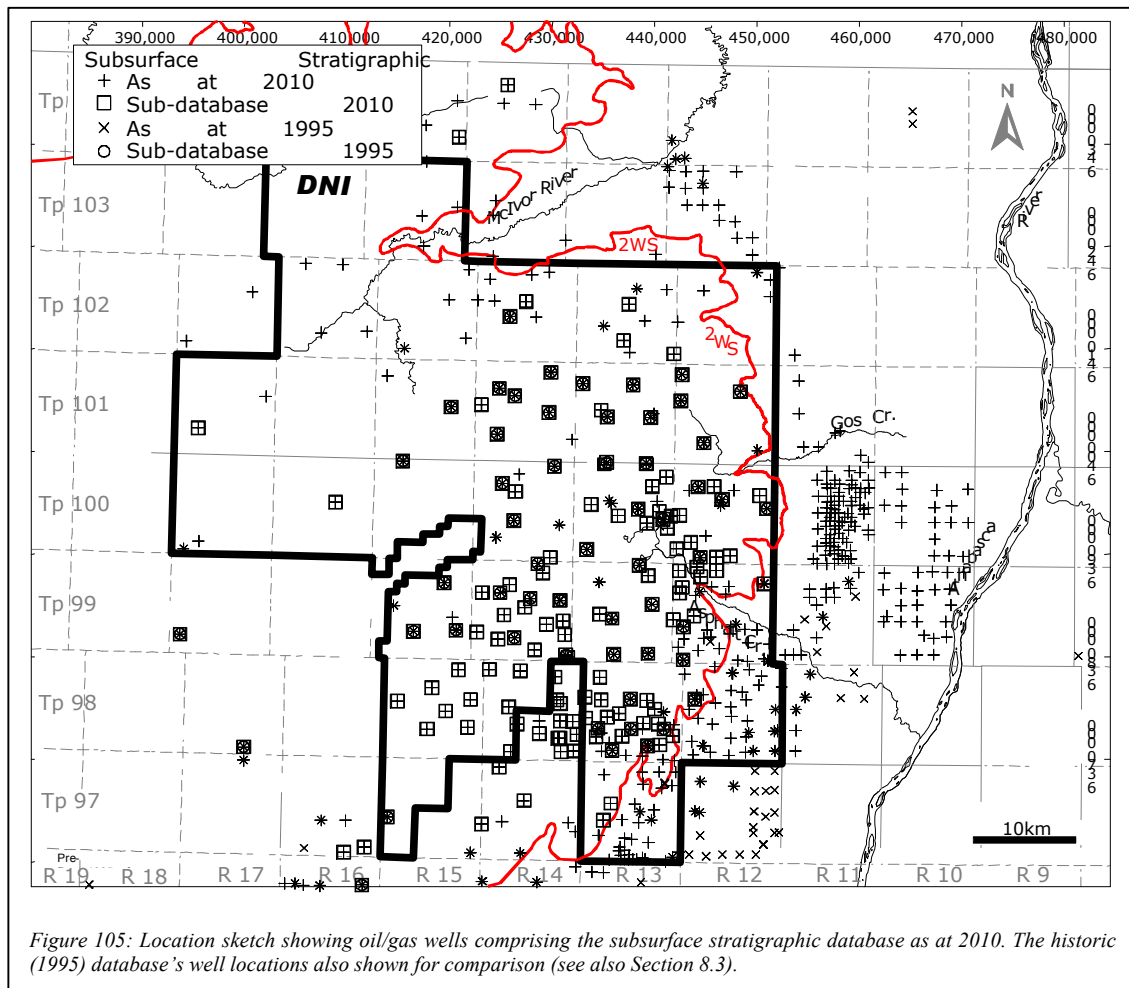 390,000 400,000 410,000 420,000 430,000 440,000 450,000 460,000 470,000 480,000
Subsurface Stratigraphic
+ As at 2010
Sub-database 2010
× As at 1995
Sub-database 1995
N
Tp
DNI
Tp 103
McIvor River
River
2WS
Tp 102
2WS
Tp 101
Gos Cr.
Tp 100
Athabasca
Tp 99
Asph Cr.
Tp 98
Tp 97
10km
Pre-
R 19 R 18 R 17 R 16 R 15 R 14 R 13 R 12 R 11 R 10 R 9
Figure 105: Location sketch showing oil/gas wells comprising the subsurface stratigraphic database as at 2010. The historic
(1995) database's well locations also shown for comparison (see also Section 8.3).